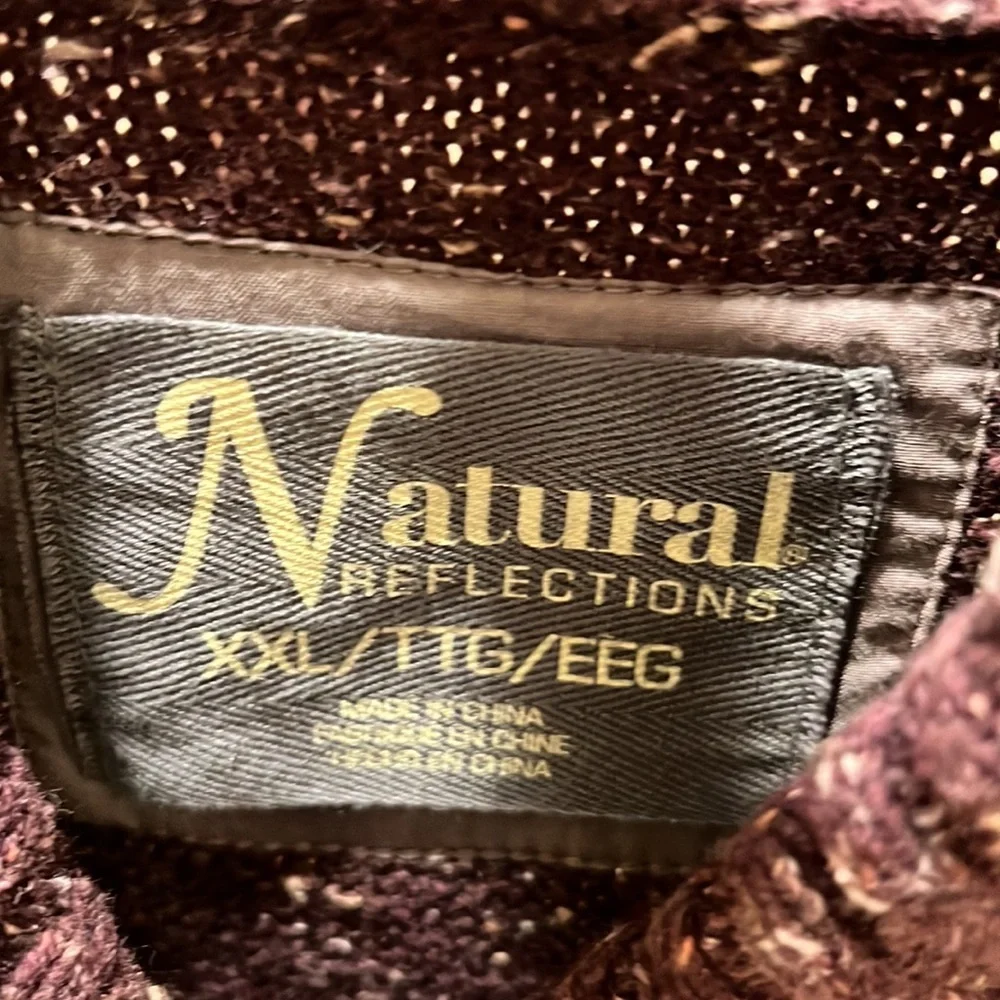 Natural®
REFLECTIONS
XXL/TTG/EEG
MADE IN CHINA
FABRIQUÉ EN CHINE
HECHO EN CHINA